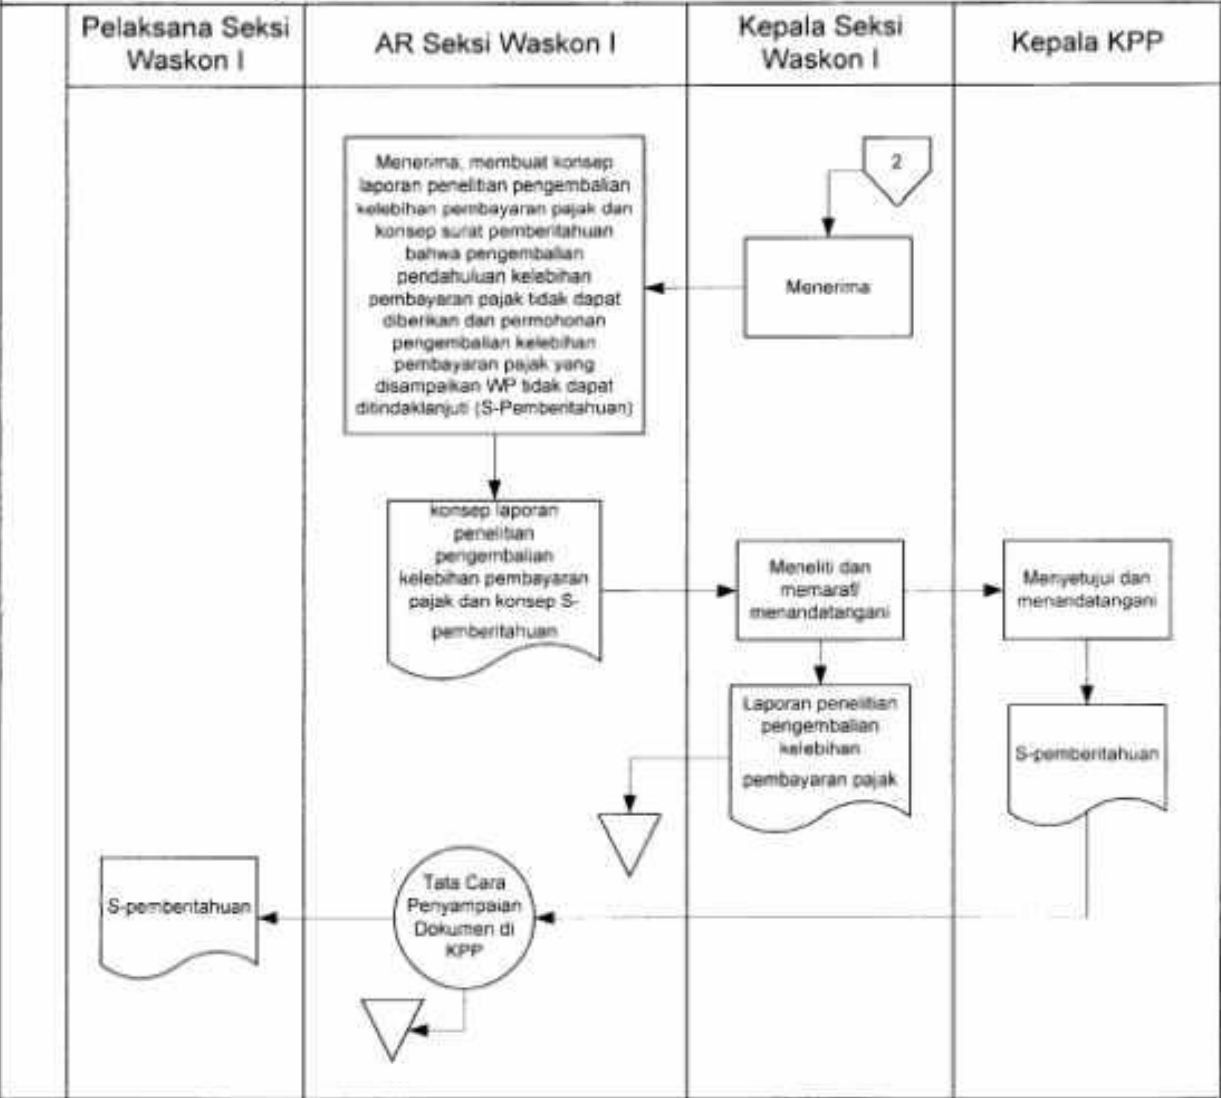 Pelaksana Seksi
Waskon I
AR Seksi Waskon I
Kepala Seksi
Waskon I
Kepala KPP
2
Menerima
Menerima, membuat konsep
laporan penelitian pengembalian
kelebihan pembayaran pajak dan
konsep surat pemberitahuan
bahwa pengembalian
pendahuluan kelebihan
pembayaran pajak tidak dapat
diberikan dan permohonan
pengembalian kelebihan
pembayaran pajak yang
disampaikan WP tidak dapat
ditindaklanjuti (S-Pemberitahuan)
konsep laporan
penelitian
pengembalian
kelebihan pembayaran
pajak dan konsep S-
pemberitahuan
Meneliti dan
memaraf/
menandatangani
Menyetujui dan
menandatangani
Laporan penelitian
pengembalian
kelebihan
pembayaran pajak
S-pemberitahuan
Tata Cara
Penyampaian
Dokumen di
KPP
S-pemberitahuan